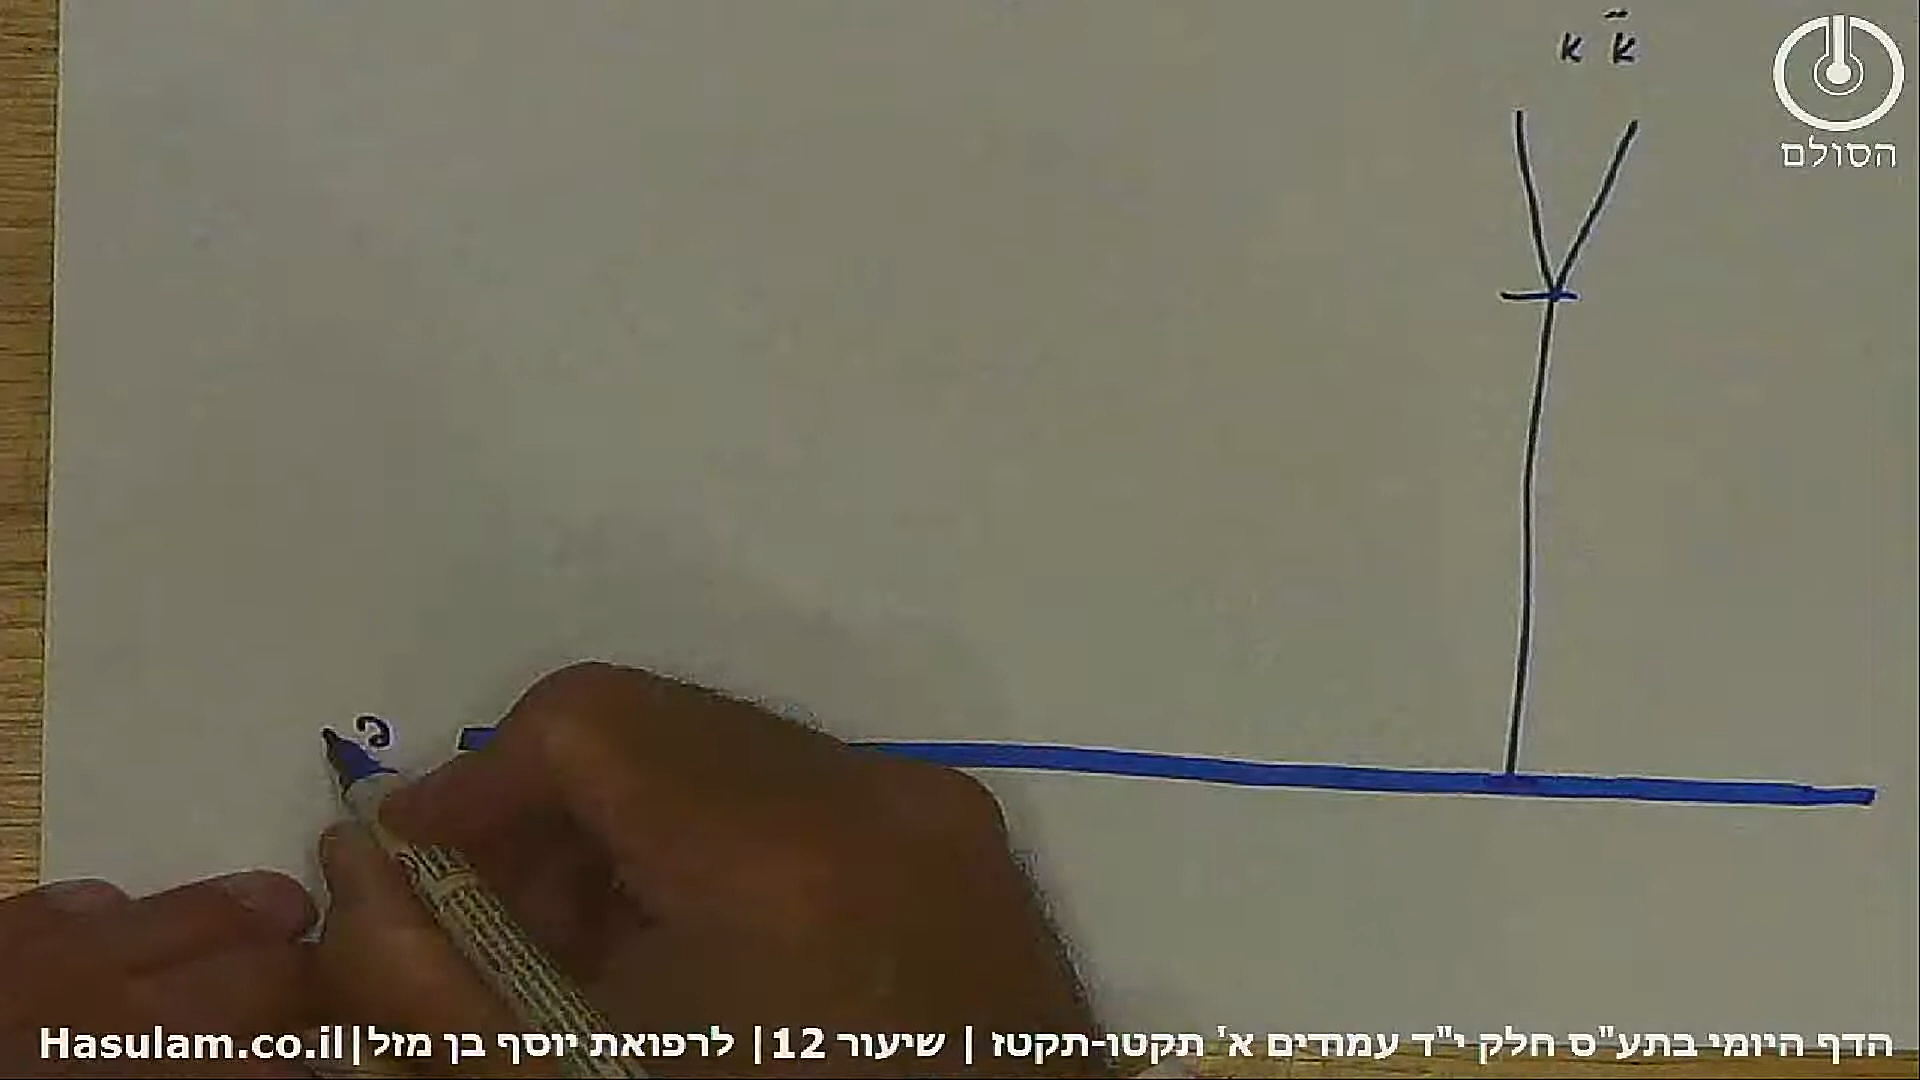 א א
הסולם
פ
הדף היומי בתע"ס חלק י"ד עמודים א' תקטו-תקטז | שיעור 12 | לרפואת יוסף בן מזל | Hasulam.co.il